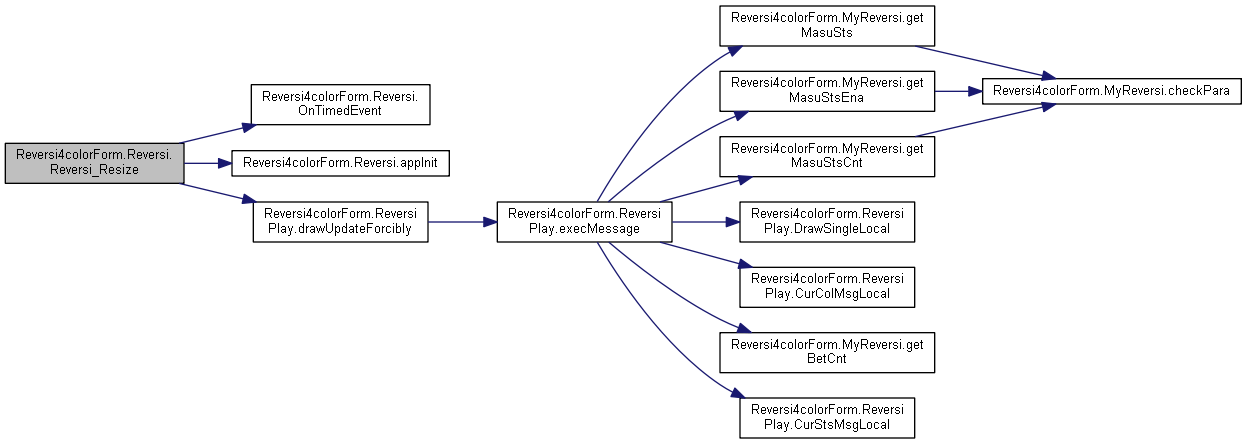 Reversi4colorForm.Reversi.
Reversi_Resize
Reversi4colorForm.Reversi.
OnTimedEvent
Reversi4colorForm.Reversi.appInit
Reversi4colorForm.Reversi
Play.drawUpdateForcibly
Reversi4colorForm.Reversi
Play.execMessage
Reversi4colorForm.MyReversi.get
MasuSts
Reversi4colorForm.MyReversi.get
MasuStsEna
Reversi4colorForm.MyReversi.get
MasuStsCnt
Reversi4colorForm.Reversi
Play.DrawSingleLocal
Reversi4colorForm.Reversi
Play.CurColMsgLocal
Reversi4colorForm.MyReversi.get
BetCnt
Reversi4colorForm.Reversi
Play.CurStsMsgLocal
Reversi4colorForm.MyReversi.checkPara